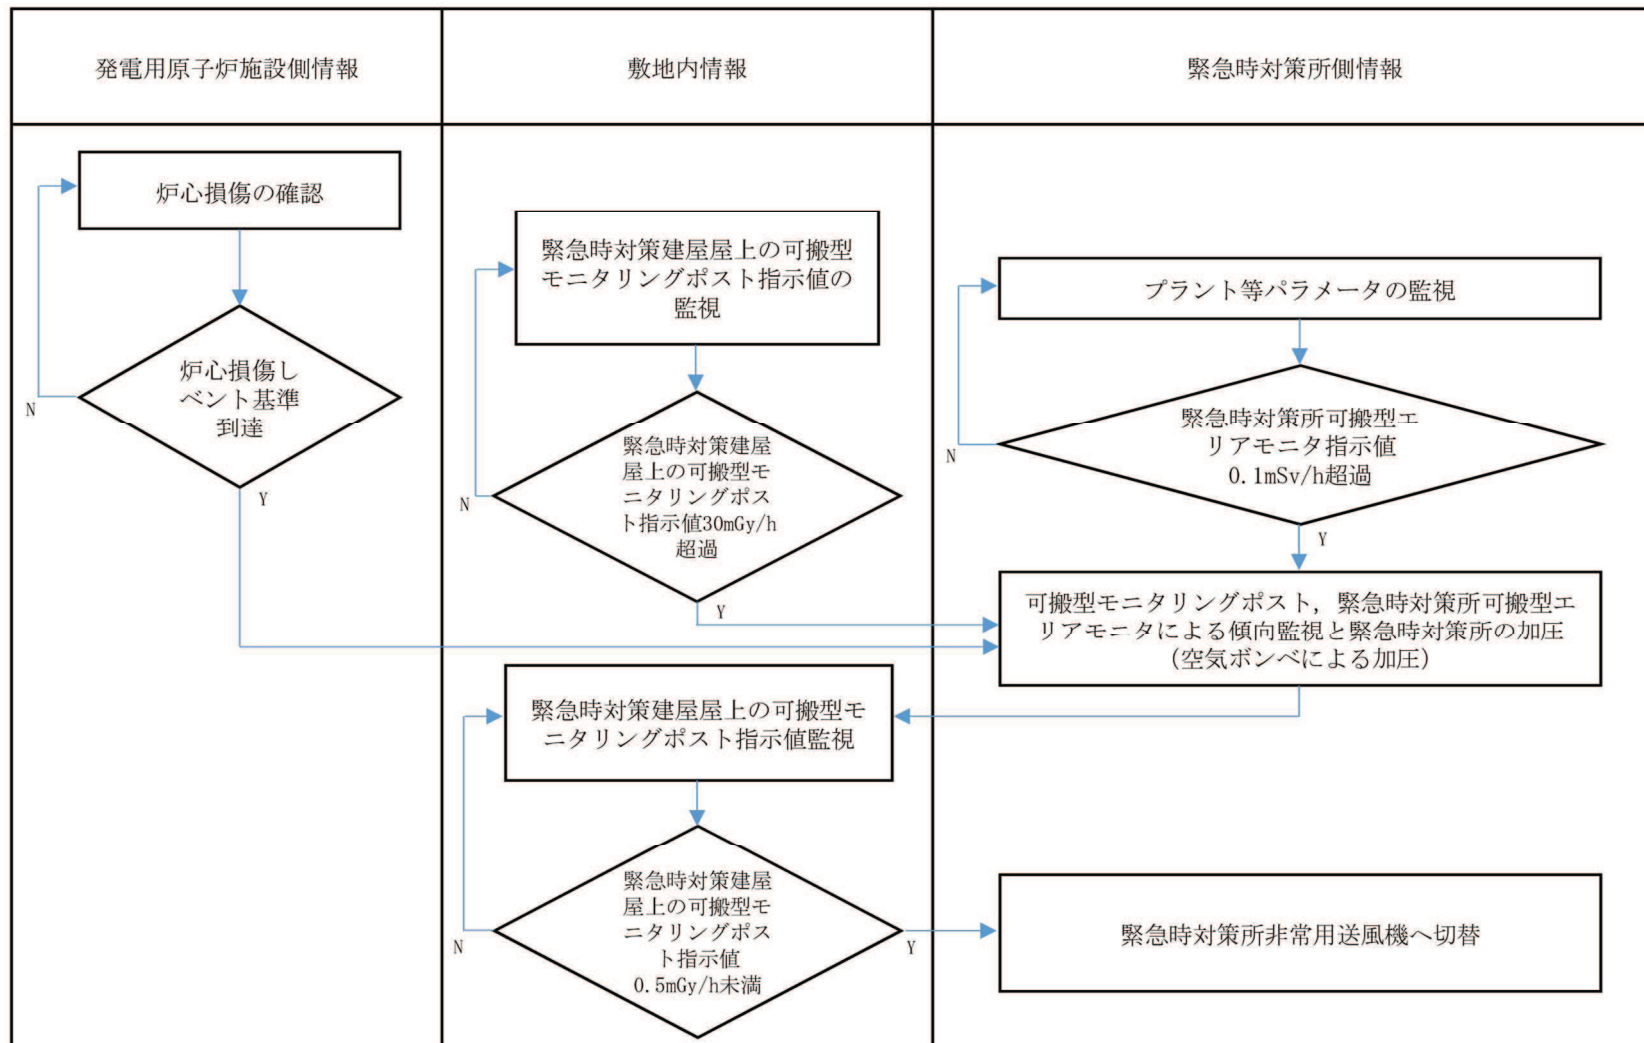 発電用原子炉施設側情報
敷地内情報
緊急時対策所側情報
炉心損傷の確認
炉心損傷し
ベント基準
到達
N
Y
緊急時対策建屋屋上の可搬型
モニタリングポスト指示値の
監視
緊急時対策建屋
屋上の可搬型モ
ニタリングポス
ト指示値30mGy/h
超過
N
Y
プラント等パラメータの監視
緊急時対策所可搬型エ
リアモニタ指示値
0.1mSv/h超過
N
Y
可搬型モニタリングポスト，緊急時対策所可搬型エ
リアモニタによる傾向監視と緊急時対策所の加圧
（空気ボンベによる加圧）
緊急時対策建屋屋上の可搬型モ
ニタリングポスト指示値監視
緊急時対策建屋
屋上の可搬型モ
ニタリングポス
ト指示値
0.5mGy/h未満
N
Y
緊急時対策所非常用送風機へ切替